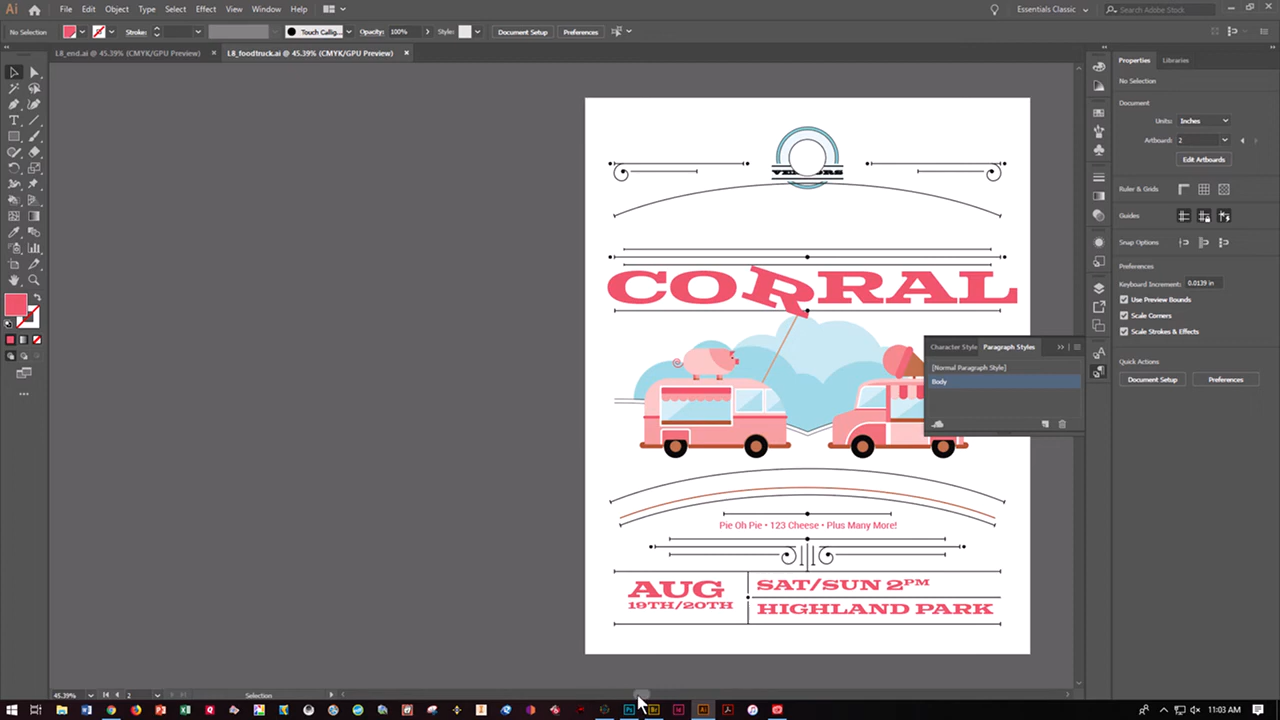 Ai File Edit Object Type Select Effect View Window Help Essentials Classic Search Adobe Stock
No Selection Stroke: Touch Callig... Opacity: 100% Style: Document Setup Preferences
L8_end.ai @ 45.39% (CMYK/GPU Preview) × L8_foodtruck.ai @ 45.39% (CMYK/GPU Preview) ×
Properties Libraries
No Selection
Document
Units: Inches
Artboard: 2
Edit Artboards
Ruler & Grids
Guides
Snap Options
Preferences
Keyboard Increment: 0.0139 in
Use Preview Bounds
Scale Corners
Scale Strokes & Effects
Quick Actions
Document Setup Preferences
Character Style Paragraph Styles
[Normal Paragraph Style]
Body
CORRAL
Pie Oh Pie • 123 Cheese • Plus Many More!
AUG
19TH/20TH
SAT/SUN 2PM
HIGHLAND PARK
45.39% 2 Selection
Ps Br Id Ai
11:03 AM